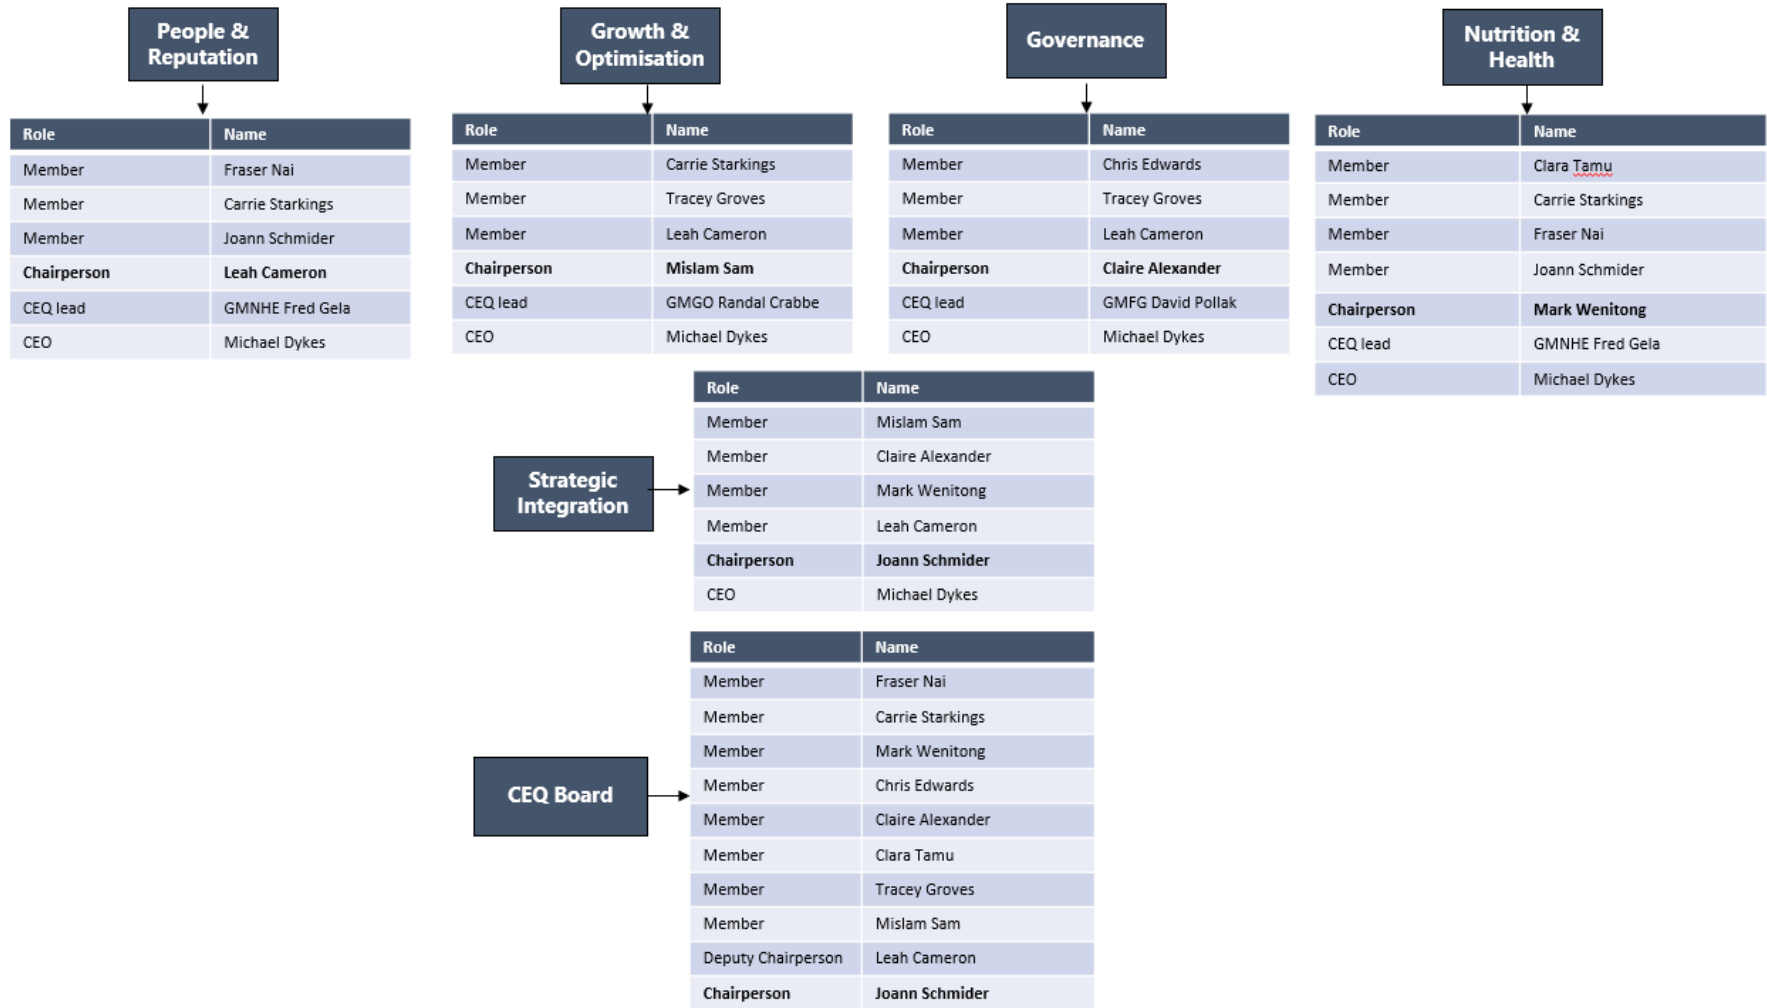 People &
Reputation
Role Name
Member Fraser Nai
Member Carrie Starkings
Member Joann Schmider
Chairperson Leah Cameron
CEQ lead GMNHE Fred Gela
CEO Michael Dykes
Growth &
Optimisation
Role Name
Member Carrie Starkings
Member Tracey Groves
Member Leah Cameron
Chairperson Mislam Sam
CEQ lead GMGO Randal Crabbe
CEO Michael Dykes
Governance
Role Name
Member Chris Edwards
Member Tracey Groves
Member Leah Cameron
Chairperson Claire Alexander
CEQ lead GMFG David Pollak
CEO Michael Dykes
Nutrition &
Health
Role Name
Member Clara Tamu
Member Carrie Starkings
Member Fraser Nai
Member Joann Schmider
Chairperson Mark Wenitong
CEQ lead GMNHE Fred Gela
CEO Michael Dykes
Strategic
Integration
Role Name
Member Mislam Sam
Member Claire Alexander
Member Mark Wenitong
Member Leah Cameron
Chairperson Joann Schmider
CEO Michael Dykes
CEQ Board
Role Name
Member Fraser Nai
Member Carrie Starkings
Member Mark Wenitong
Member Chris Edwards
Member Claire Alexander
Member Clara Tamu
Member Tracey Groves
Member Mislam Sam
Deputy Chairperson Leah Cameron
Chairperson Joann Schmider